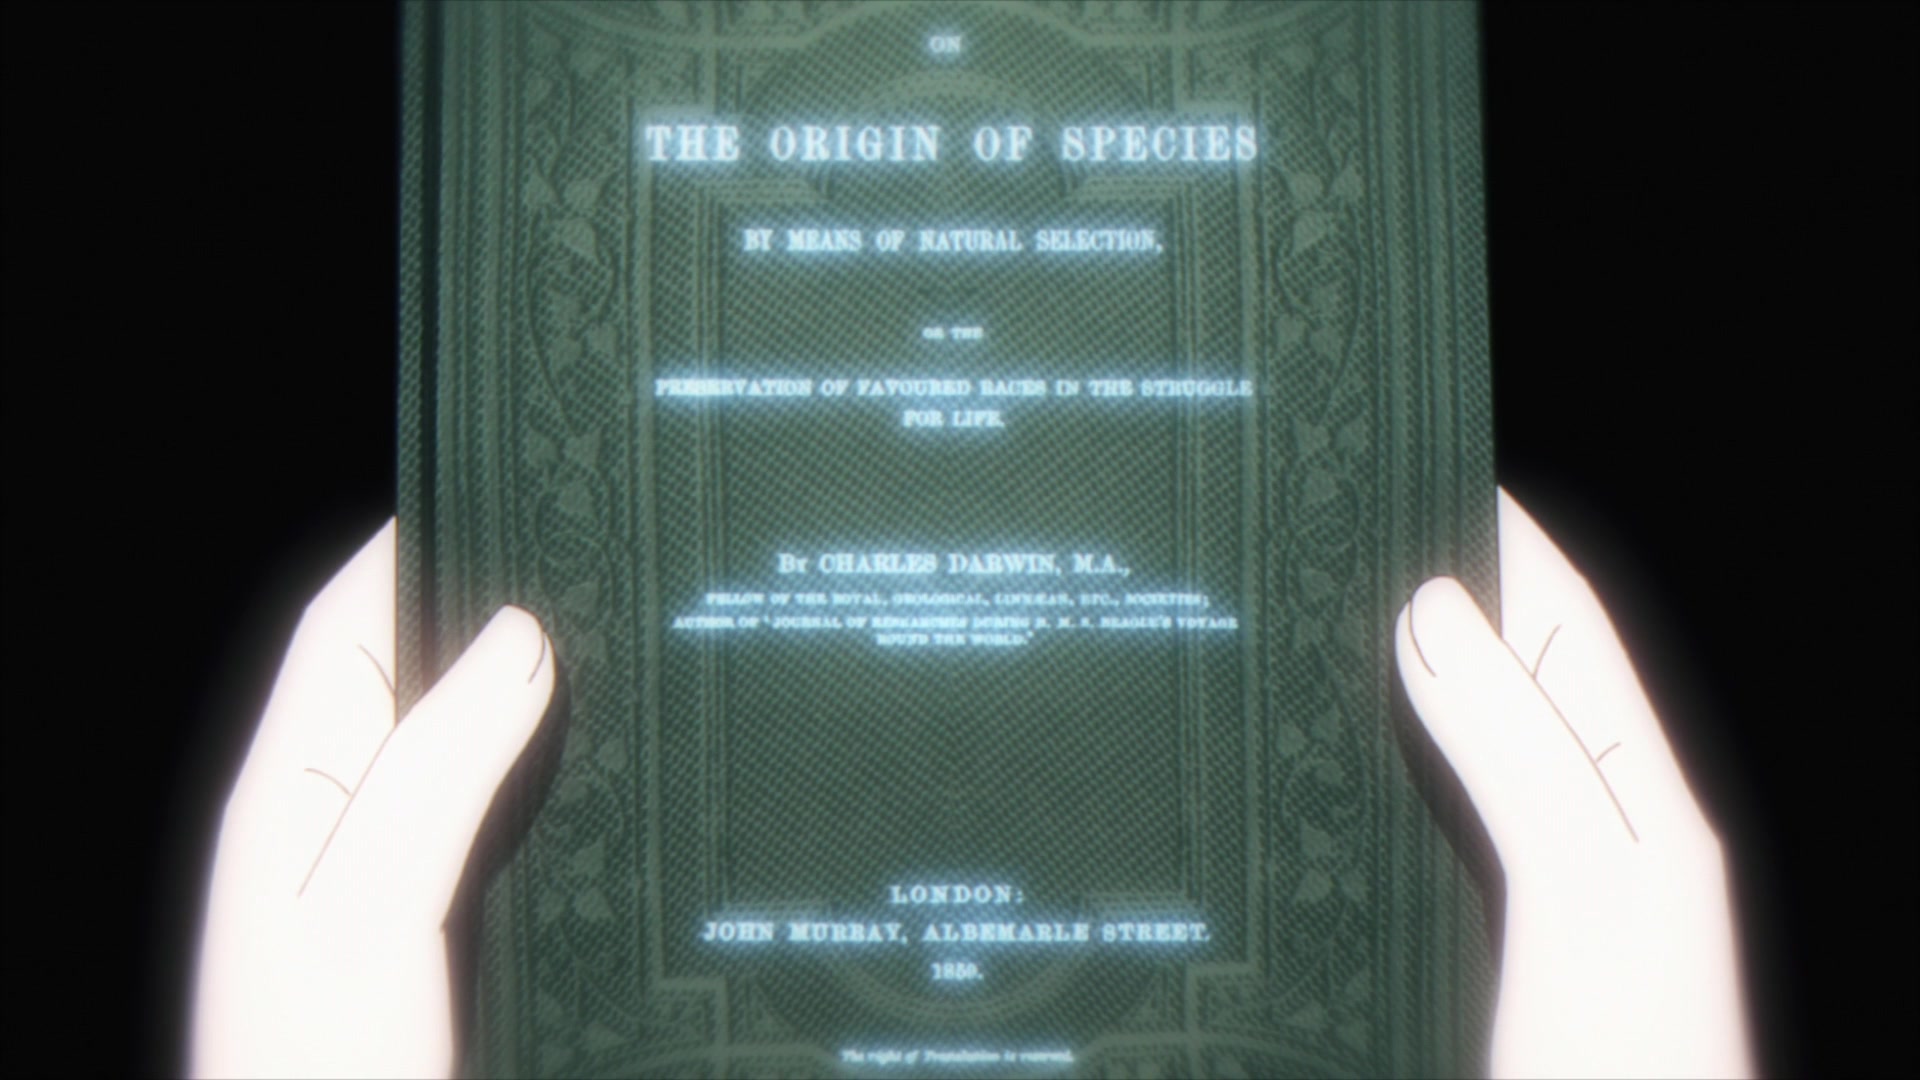 ON
THE ORIGIN OF SPECIES
BY MEANS OF NATURAL SELECTION,
OR THE
PRESERVATION OF FAVOURED RACES IN THE STRUGGLE
FOR LIFE.
BY CHARLES DARWIN, M.A.,
FELLOW OF THE ROYAL, GEOLOGICAL, LINNÆAN, ETC., SOCIETIES;
AUTHOR OF 'JOURNAL OF RESEARCHES DURING H. M. S. BEAGLE'S VOYAGE
ROUND THE WORLD.'
LONDON:
JOHN MURRAY, ALBEMARLE STREET.
1859.
The right of Translation is reserved.